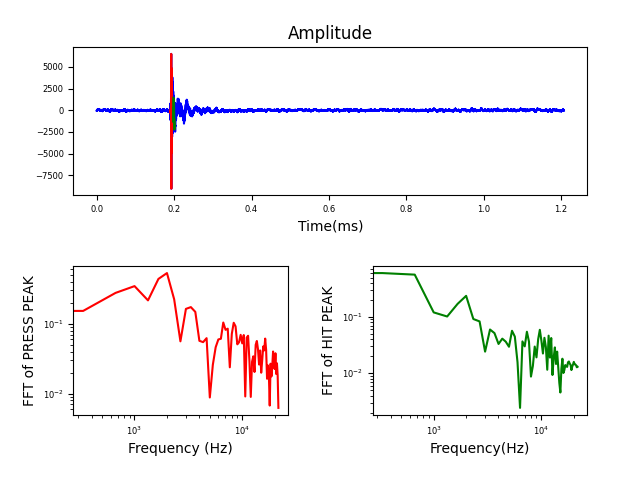 Amplitude
5000
2500
0
−2500
−5000
−7500
0.0 0.2 0.4 0.6 0.8 1.0 1.2
Time(ms)
FFT of PRESS PEAK
10⁻¹
10⁻²
10³ 10⁴
Frequency (Hz)
FFT of HIT PEAK
10⁻¹
10⁻²
10³ 10⁴
Frequency(Hz)